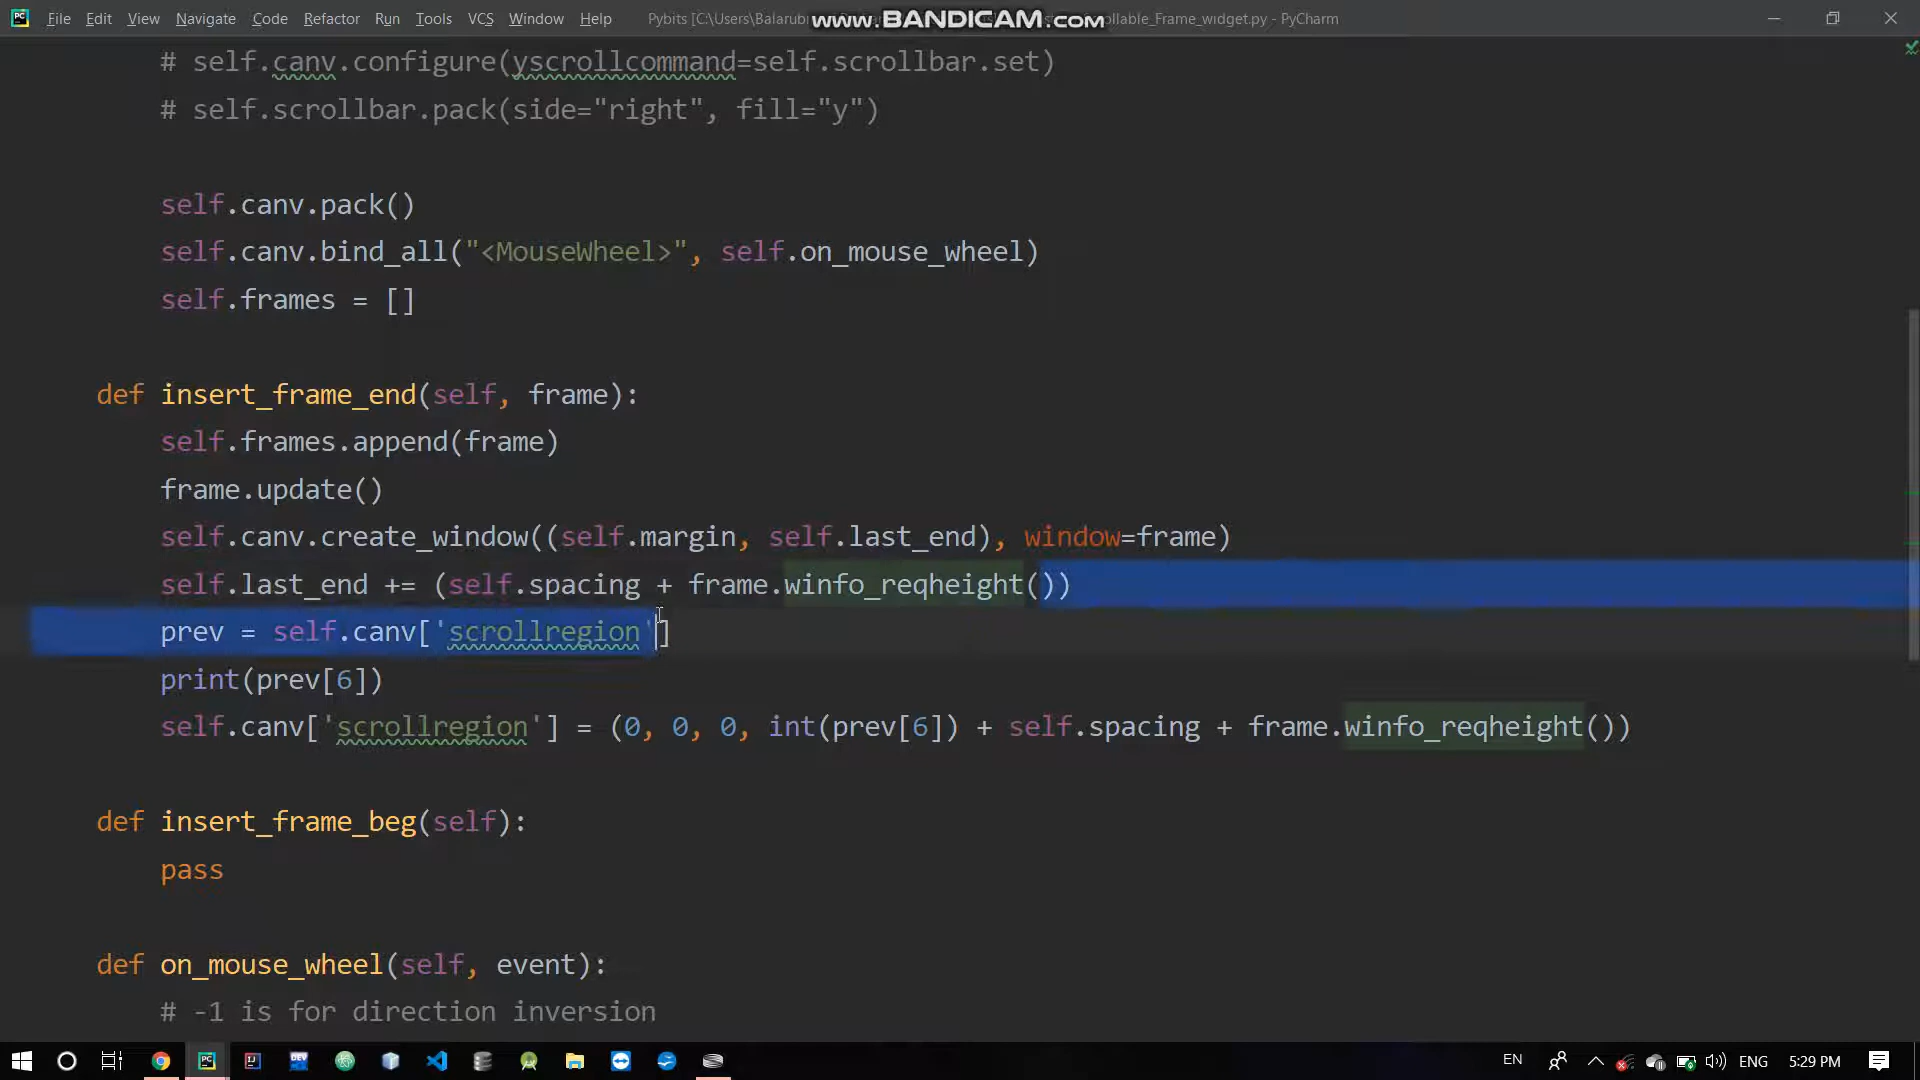 File Edit View Navigate Code Refactor Run Tools VCS Window Help Pybits [C:\Users\Balarub www.BANDICAM.com ollable_Frame_widget.py - PyCharm
# self.canv.configure(yscrollcommand=self.scrollbar.set)
# self.scrollbar.pack(side="right", fill="y")
self.canv.pack()
self.canv.bind_all("<MouseWheel>", self.on_mouse_wheel)
self.frames = []
def insert_frame_end(self, frame):
self.frames.append(frame)
frame.update()
self.canv.create_window((self.margin, self.last_end), window=frame)
self.last_end += (self.spacing + frame.winfo_reqheight())
prev = self.canv['scrollregion']
print(prev[6])
self.canv['scrollregion'] = (0, 0, 0, int(prev[6]) + self.spacing + frame.winfo_reqheight())
def insert_frame_beg(self):
pass
def on_mouse_wheel(self, event):
# -1 is for direction inversion
EN ENG 5:29 PM